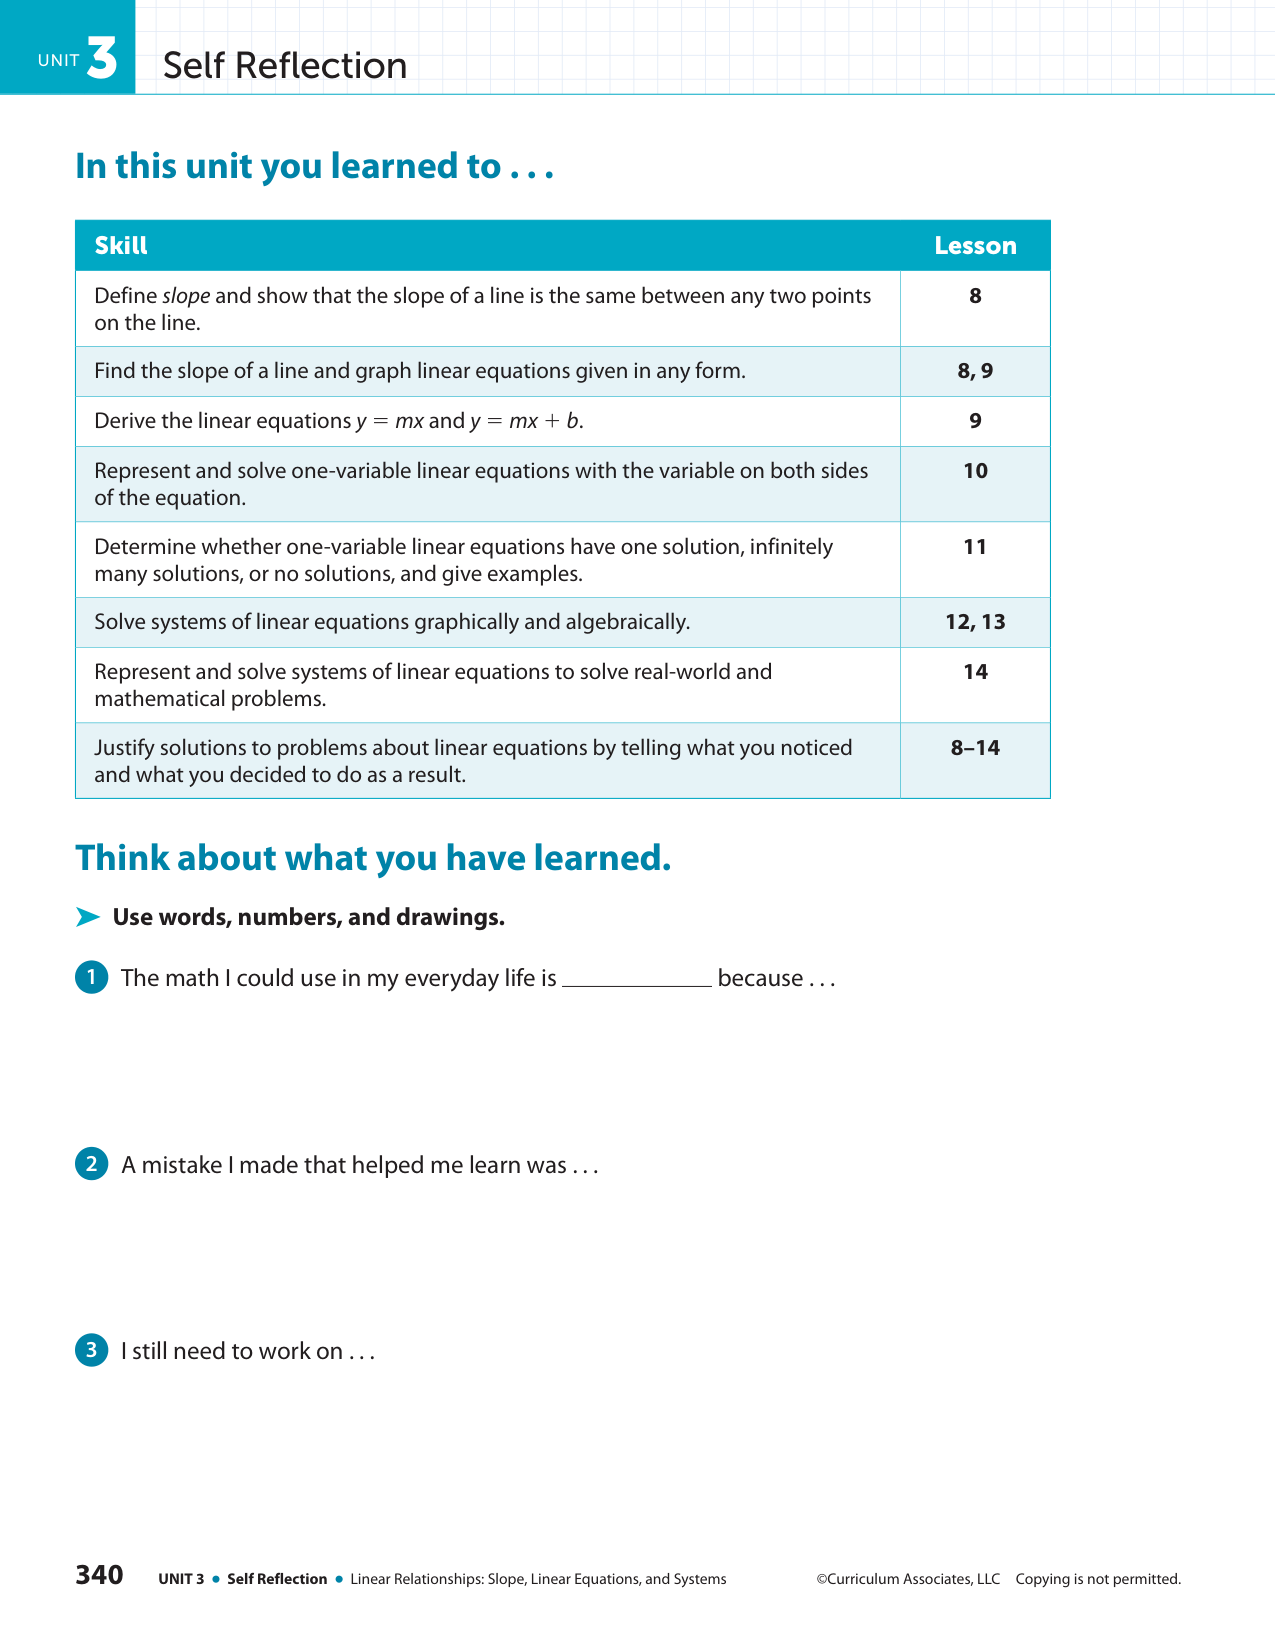 UNIT 3 Self Reflection
In this unit you learned to . . .
Skill Lesson
Define slope and show that the slope of a line is the same between any two points 8
on the line.
Find the slope of a line and graph linear equations given in any form. 8, 9
Derive the linear equations y = mx and y = mx + b. 9
Represent and solve one-variable linear equations with the variable on both sides 10
of the equation.
Determine whether one-variable linear equations have one solution, infinitely 11
many solutions, or no solutions, and give examples.
Solve systems of linear equations graphically and algebraically. 12, 13
Represent and solve systems of linear equations to solve real-world and 14
mathematical problems.
Justify solutions to problems about linear equations by telling what you noticed 8–14
and what you decided to do as a result.
Think about what you have learned.
➤ Use words, numbers, and drawings.
1 The math I could use in my everyday life is ____________ because . . .
2 A mistake I made that helped me learn was . . .
3 I still need to work on . . .
340 UNIT 3 ● Self Reflection ● Linear Relationships: Slope, Linear Equations, and Systems ©Curriculum Associates, LLC Copying is not permitted.